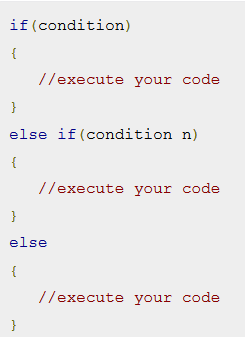 if(condition)
{
//execute your code
}
else if(condition n)
{
//execute your code
}
else
{
//execute your code
}